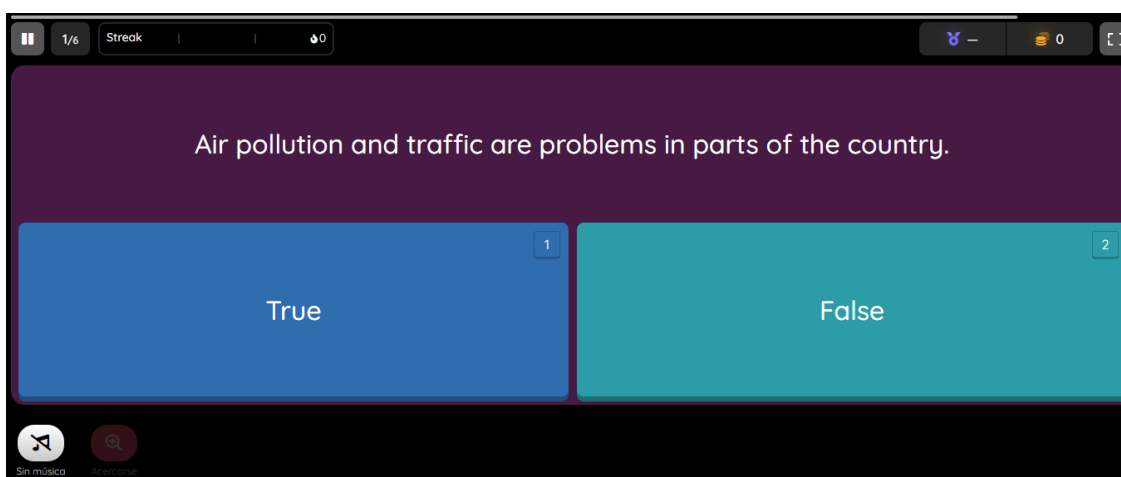 1/6
Streak
0
–
0
Air pollution and traffic are problems in parts of the country.
1
True
2
False
Sin música
Acercarse